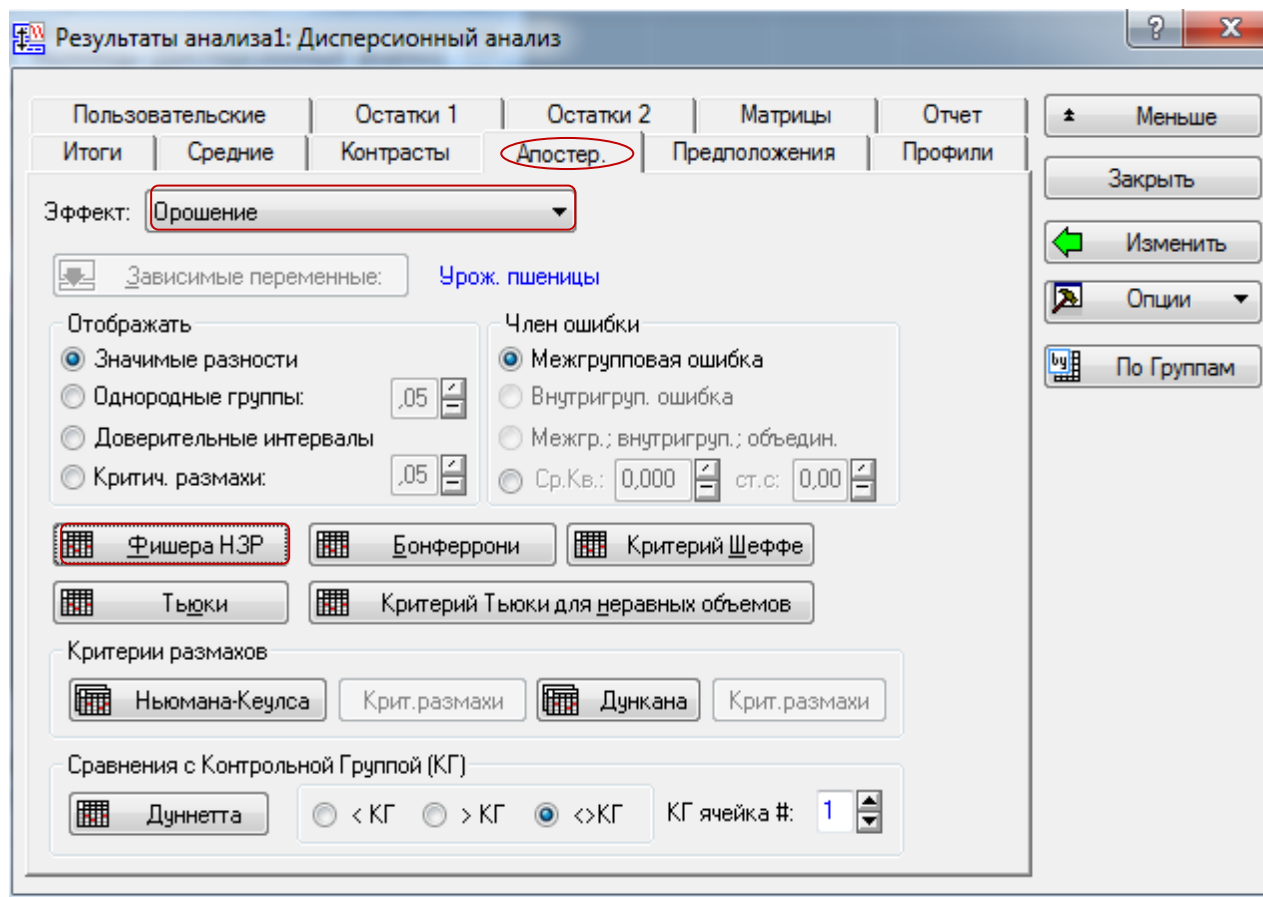 Результаты анализа1: Дисперсионный анализ
Пользовательские Остатки 1 Остатки 2 Матрицы Отчет
Итоги Средние Контрасты Апостер. Предположения Профили
Меньше
Закрыть
Изменить
Опции
By По Группам
Эффект: Орошение
Зависимые переменные: Урож. пшеницы
Отображать
Значимые разности
Однородные группы: ,05
Доверительные интервалы
Критич. размахи: ,05
Член ошибки
Межгрупповая ошибка
Внутригруп. ошибка
Межгр.; внутригруп.; объедин.
Ср.Кв.: 0,000 ст.с: 0,00
Фишера НЗР Бонферрони Критерий Шеффе
Тьюки Критерий Тьюки для неравных объемов
Критерии размахов
Ньюмана-Кеулса Крит.размахи Дункана Крит.размахи
Сравнения с Контрольной Группой (КГ)
Дуннетта < КГ > КГ <>КГ КГ ячейка #: 1